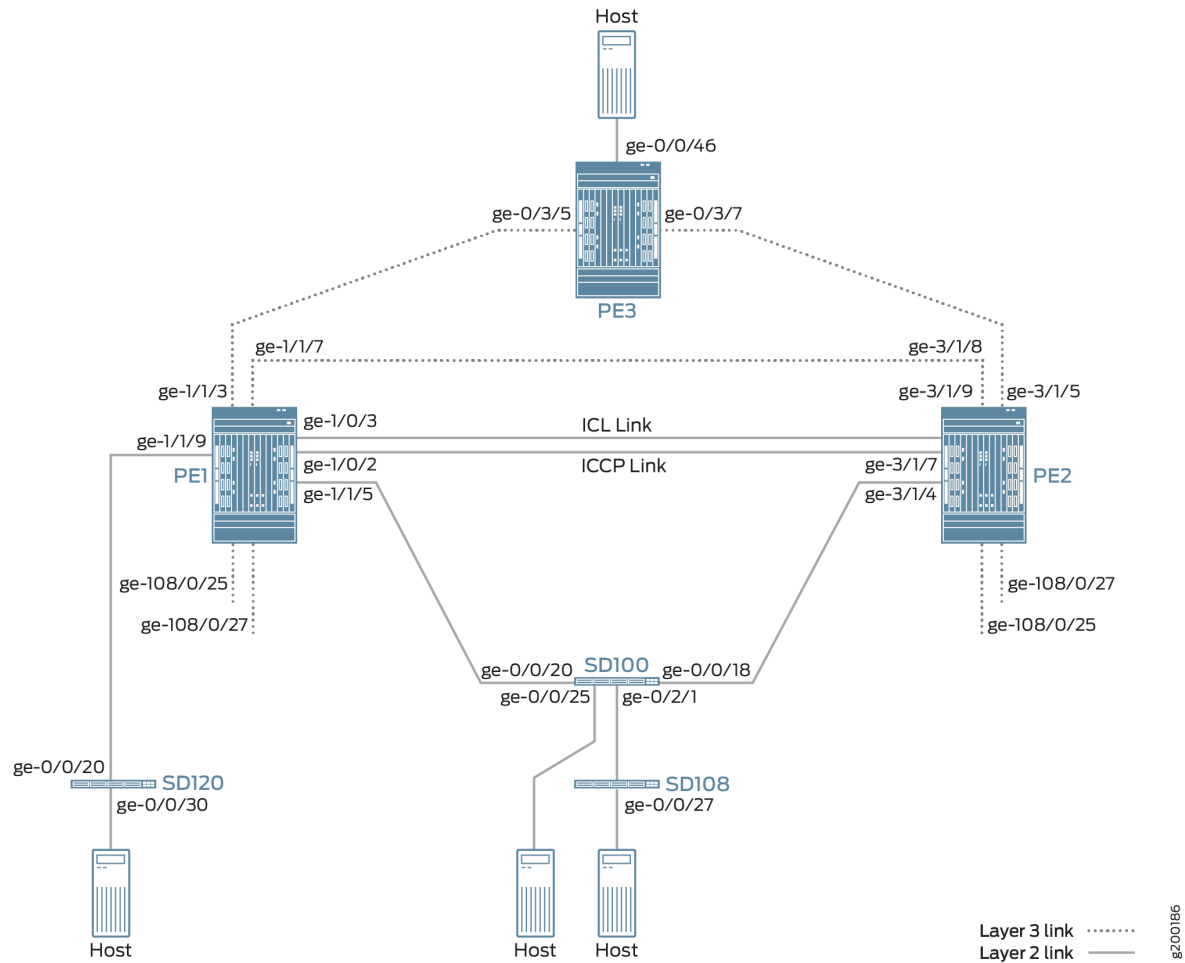 Host
ge-0/0/46
ge-0/3/5
ge-0/3/7
PE3
ge-1/1/7
ge-3/1/8
ge-1/1/3
ge-3/1/9
ge-3/1/5
ge-1/0/3
ICL Link
ge-1/1/9
PE1
ge-1/0/2
ICCP Link
ge-3/1/7
PE2
ge-1/1/5
ge-3/1/4
ge-108/0/25
ge-108/0/27
ge-108/0/27
ge-108/0/25
ge-0/0/20
SD100
ge-0/0/18
ge-0/0/25
ge-0/2/1
ge-0/0/20
SD120
SD108
ge-0/0/30
ge-0/0/27
Host
Host
Host
Layer 3 link
Layer 2 link
g200186